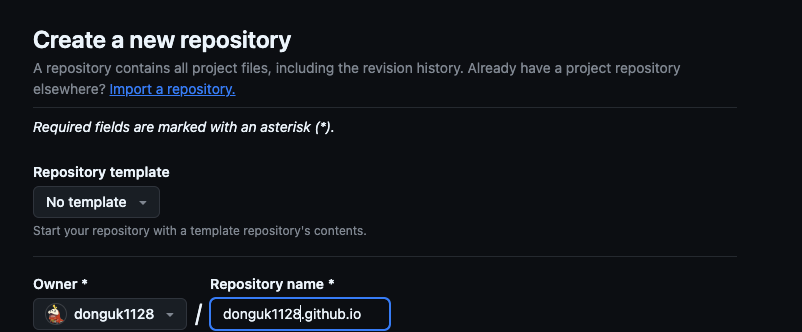 Create a new repository
A repository contains all project files, including the revision history. Already have a project repository
elsewhere? Import a repository.
Required fields are marked with an asterisk (*).
Repository template
No template
Start your repository with a template repository's contents.
Owner * Repository name *
donguk1128 / donguk1128.github.io